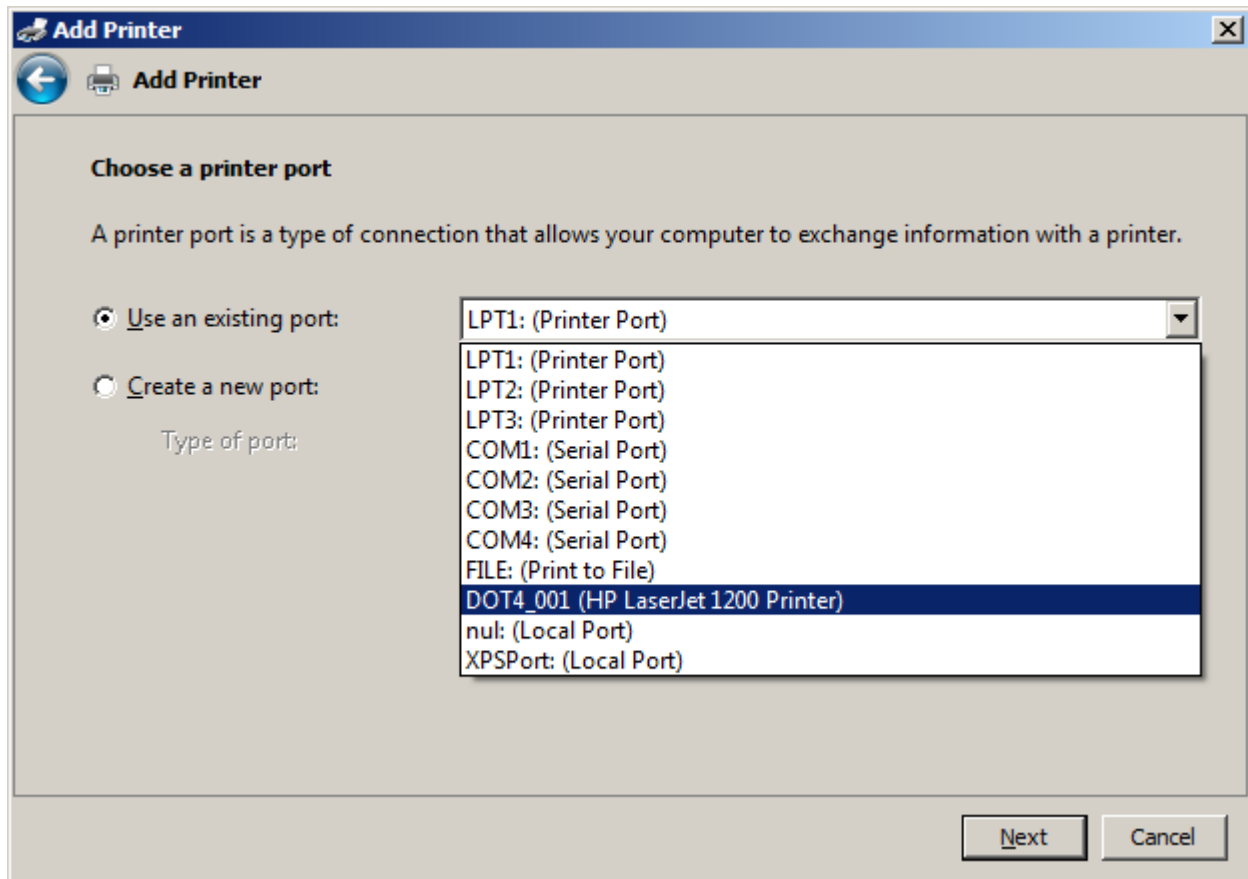 Add Printer
Add Printer
Choose a printer port
A printer port is a type of connection that allows your computer to exchange information with a printer.
Use an existing port:
LPT1: (Printer Port)
LPT1: (Printer Port)
LPT2: (Printer Port)
LPT3: (Printer Port)
COM1: (Serial Port)
COM2: (Serial Port)
COM3: (Serial Port)
COM4: (Serial Port)
FILE: (Print to File)
DOT4_001 (HP LaserJet 1200 Printer)
nul: (Local Port)
XPSPort: (Local Port)
Create a new port:
Type of port:
Next
Cancel